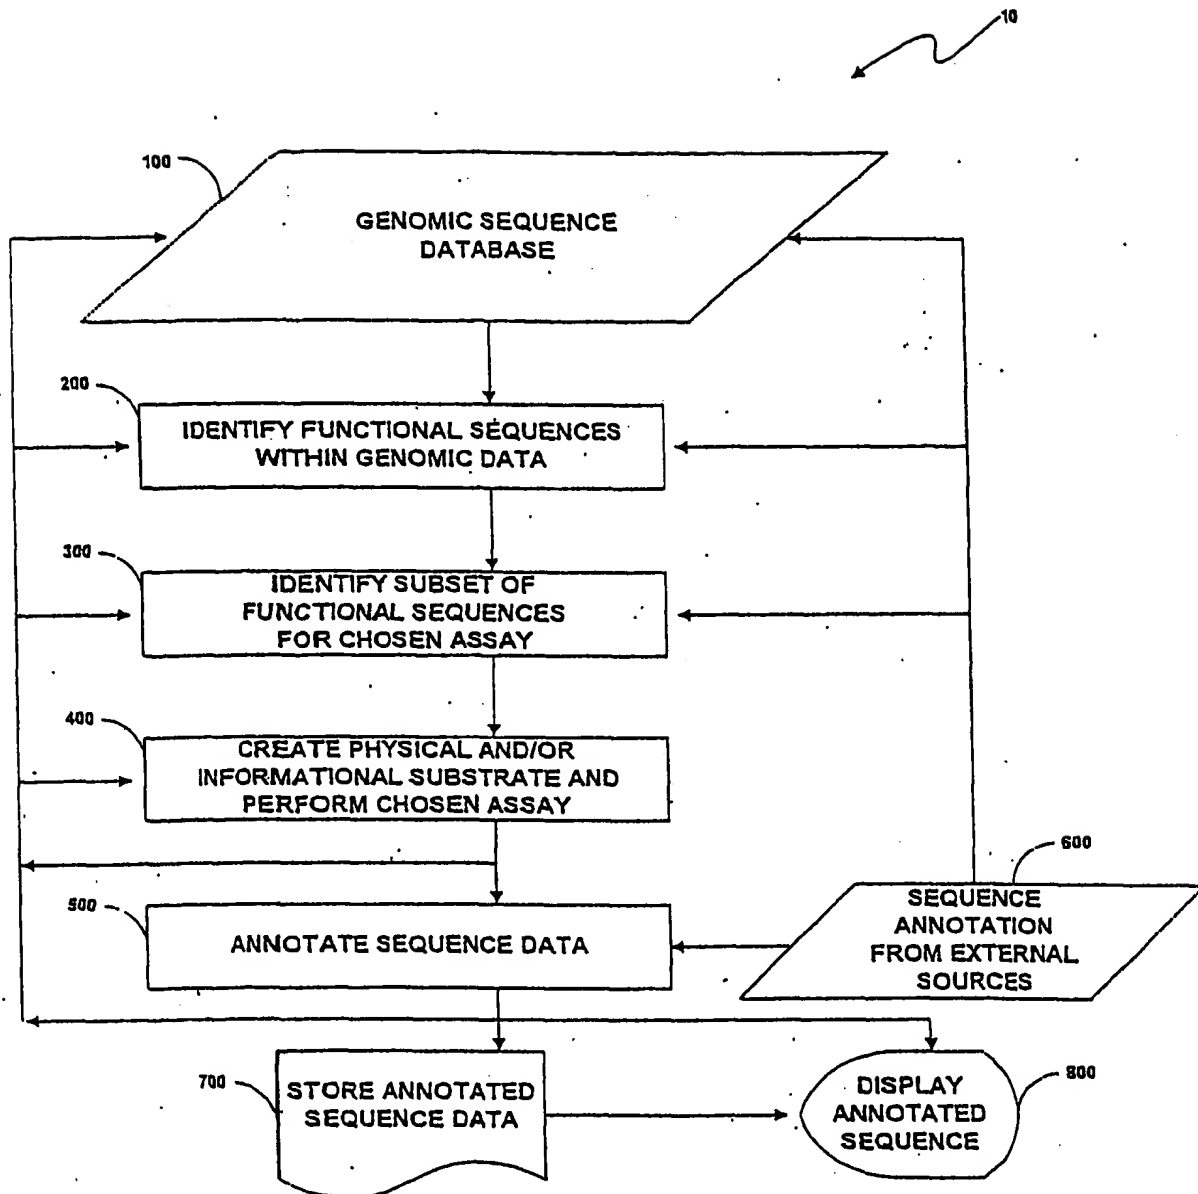 10
100
GENOMIC SEQUENCE
DATABASE
200
IDENTIFY FUNCTIONAL SEQUENCES
WITHIN GENOMIC DATA
300
IDENTIFY SUBSET OF
FUNCTIONAL SEQUENCES
FOR CHOSEN ASSAY
400
CREATE PHYSICAL AND/OR
INFORMATIONAL SUBSTRATE AND
PERFORM CHOSEN ASSAY
500
ANNOTATE SEQUENCE DATA
600
SEQUENCE
ANNOTATION
FROM EXTERNAL
SOURCES
700
STORE ANNOTATED
SEQUENCE DATA
800
DISPLAY
ANNOTATED
SEQUENCE